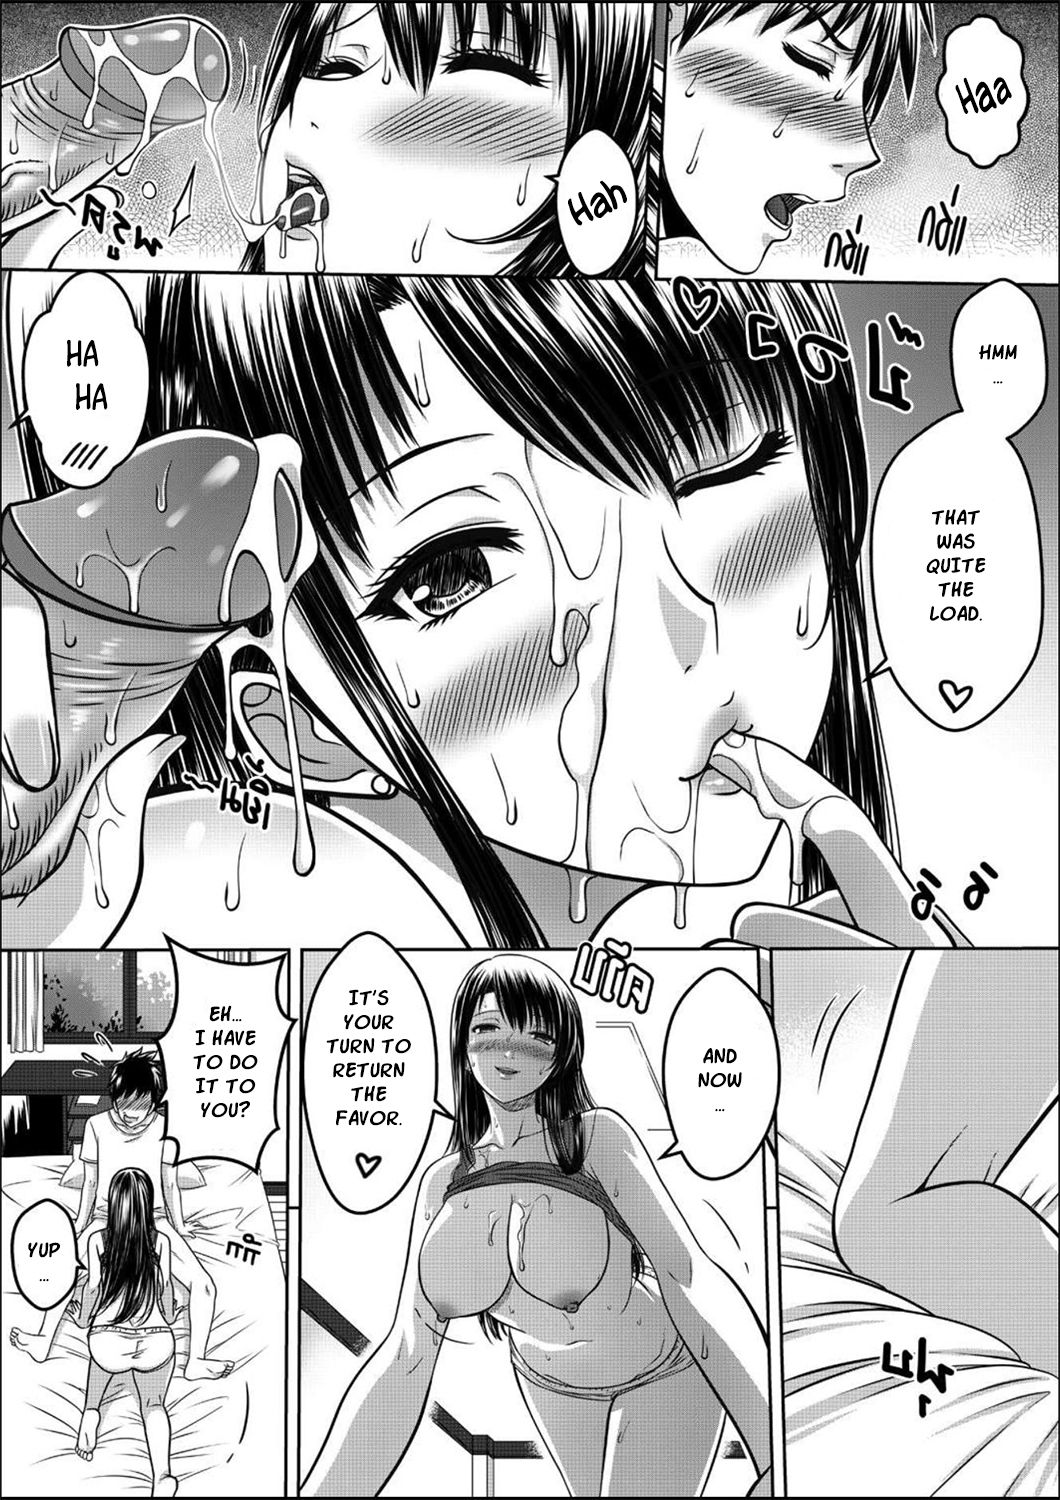 Haa
Hah
HMM
...
THAT
WAS
QUITE
THE
LOAD.
HA
HA
AND
NOW
...
IT'S
YOUR
TURN TO
RETURN
THE
FAVOR.
EH...
I HAVE
TO DO
IT TO
YOU?
YUP
...